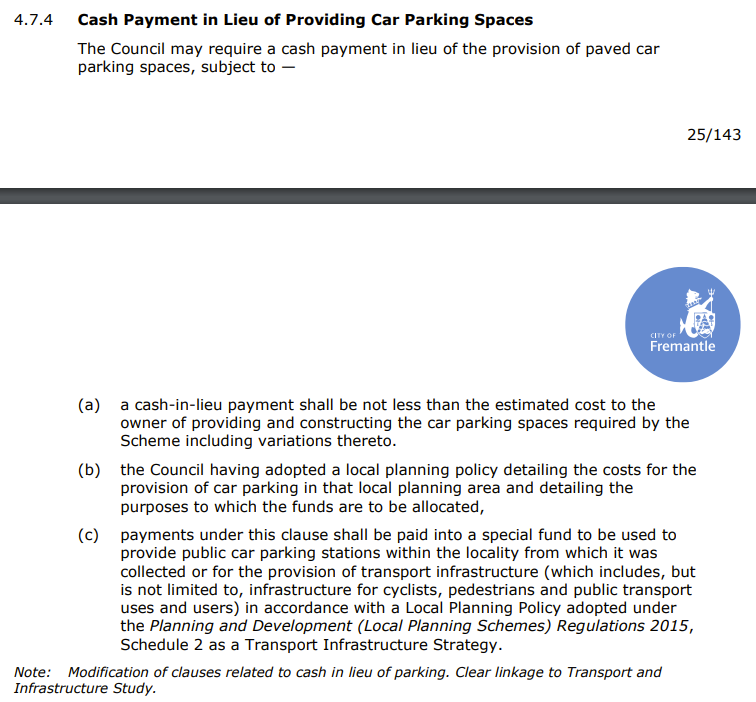 4.7.4 Cash Payment in Lieu of Providing Car Parking Spaces
The Council may require a cash payment in lieu of the provision of paved car
parking spaces, subject to —
25/143
CITY OF
Fremantle
(a) a cash-in-lieu payment shall be not less than the estimated cost to the
owner of providing and constructing the car parking spaces required by the
Scheme including variations thereto.
(b) the Council having adopted a local planning policy detailing the costs for the
provision of car parking in that local planning area and detailing the
purposes to which the funds are to be allocated,
(c) payments under this clause shall be paid into a special fund to be used to
provide public car parking stations within the locality from which it was
collected or for the provision of transport infrastructure (which includes, but
is not limited to, infrastructure for cyclists, pedestrians and public transport
uses and users) in accordance with a Local Planning Policy adopted under
the Planning and Development (Local Planning Schemes) Regulations 2015,
Schedule 2 as a Transport Infrastructure Strategy.
Note: Modification of clauses related to cash in lieu of parking. Clear linkage to Transport and
Infrastructure Study.